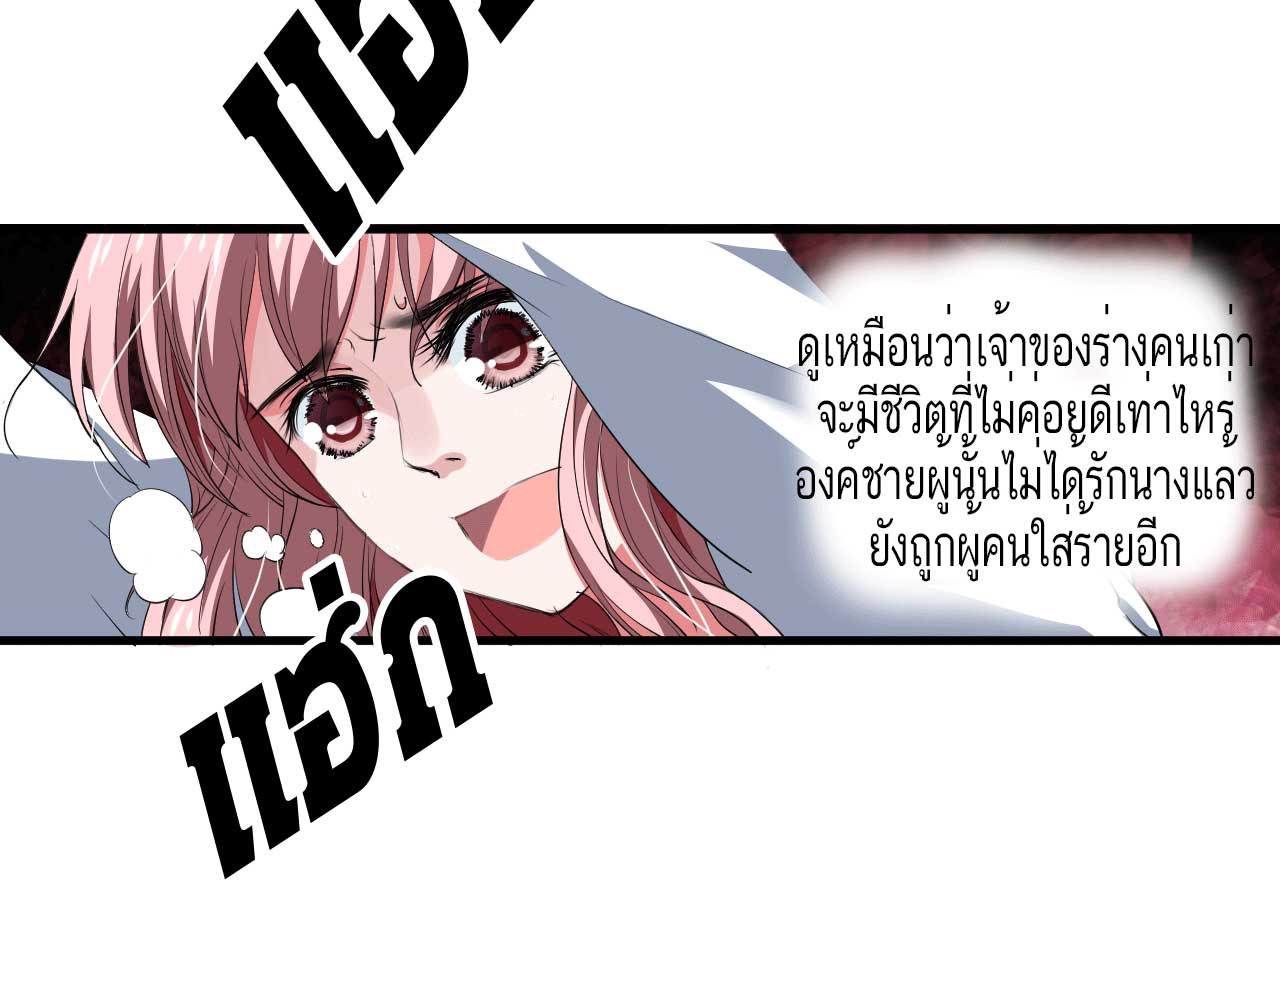 ดูเหมือนว่าเจ้าของร่างคนเก่า
จะมีชีวิตที่ไม่ค่อยดีเท่าไหร่
องค์ชายผู้นั้นไม่ได้รักนางแล้ว
ยังถูกผู้คนใส่ร้ายอีก
แฮ่ก